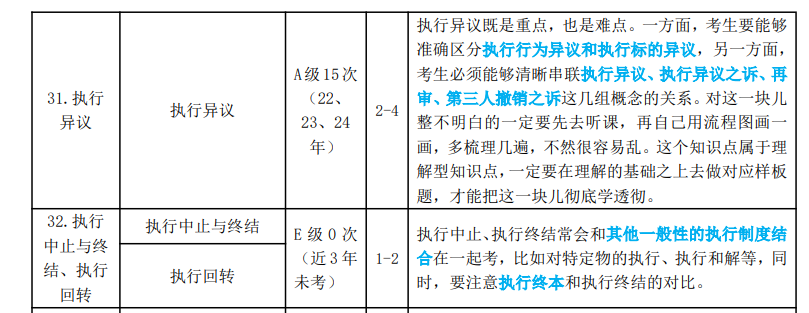 31.执行
异议
执行异议
A 级 15 次
（22、
23、24
年）
2-4
执行异议既是重点，也是难点。一方面，考生要能够
准确区分执行行为异议和执行标的异议，另一方面，
考生必须能够清晰串联执行异议、执行异议之诉、再
审、第三人撤销之诉这几组概念的关系。对这一块儿
整不明白的一定要先去听课，再自己用流程图画一
画，多梳理几遍，不然很容易乱。这个知识点属于理
解型知识点，一定要在理解的基础之上去做对应样板
题，才能把这一块儿彻底学透彻。
32.执行
中止与终
结、执行
回转
执行中止与终结
执行回转
E 级 0 次
（近 3 年
未考）
1-2
执行中止、执行终结常会和其他一般性的执行制度结
合在一起考，比如对特定物的执行、执行和解等，同
时，要注意执行终本和执行终结的对比。